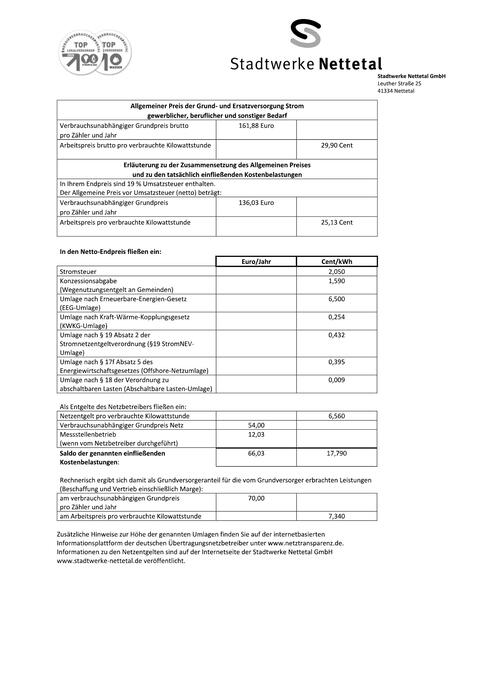 TOP TOP
LOKALVERSORGER
Stadtwerke Nettetal
Stadtwerke Nettetal GmbH
Leuther Straße 25
41334 Nettetal
Allgemeiner Preis der Grund- und Ersatzversorgung Strom
gewerblicher, beruflicher und sonstiger Bedarf
Verbrauchsunabhängiger Grundpreis brutto 161,88 Euro
pro Zähler und Jahr
Arbeitspreis brutto pro verbrauchte Kilowattstunde 29,90 Cent
Erläuterung zu der Zusammensetzung des Allgemeinen Preises
und zu den tatsächlich einfließenden Kostenbelastungen
In Ihrem Endpreis sind 19 % Umsatzsteuer enthalten.
Der Allgemeine Preis vor Umsatzsteuer (netto) beträgt:
Verbrauchsunabhängiger Grundpreis 136,03 Euro
pro Zähler und Jahr
Arbeitspreis pro verbrauchte Kilowattstunde 25,13 Cent
In den Netto-Endpreis fließen ein:
Euro/Jahr Cent/kWh
Stromsteuer 2,050
Konzessionsabgabe 1,590
(Wegenutzungsentgelt an Gemeinden)
Umlage nach Erneuerbare-Energien-Gesetz 6,500
(EEG-Umlage)
Umlage nach Kraft-Wärme-Kopplungsgesetz 0,254
(KWKG-Umlage)
Umlage nach § 19 Absatz 2 der 0,432
Stromnetzentgeltverordnung (§19 StromNEV-
Umlage)
Umlage nach § 17f Absatz 5 des 0,395
Energiewirtschaftsgesetzes (Offshore-Netzumlage)
Umlage nach § 18 der Verordnung zu 0,009
abschaltbaren Lasten (Abschaltbare Lasten-Umlage)
Als Entgelte des Netzbetreibers fließen ein:
Netzentgelt pro verbrauchte Kilowattstunde 6,560
Verbrauchsunabhängiger Grundpreis Netz 54,00
Messstellenbetrieb 12,03
(wenn vom Netzbetreiber durchgeführt)
Saldo der genannten einfließenden 66,03 17,790
Kostenbelastungen:
Rechnerisch ergibt sich damit als Grundversorgeranteil für die vom Grundversorger erbrachten Leistungen
(Beschaffung und Vertrieb einschließlich Marge):
am verbrauchsunabhängigen Grundpreis 70,00
pro Zähler und Jahr
am Arbeitspreis pro verbrauchte Kilowattstunde 7,340
Zusätzliche Hinweise zur Höhe der genannten Umlagen finden Sie auf der internetbasierten
Informationsplattform der deutschen Übertragungsnetzbetreiber unter www.netztransparenz.de.
Informationen zu den Netzentgelten sind auf der Internetseite der Stadtwerke Nettetal GmbH
www.stadtwerke-nettetal.de veröffentlicht.